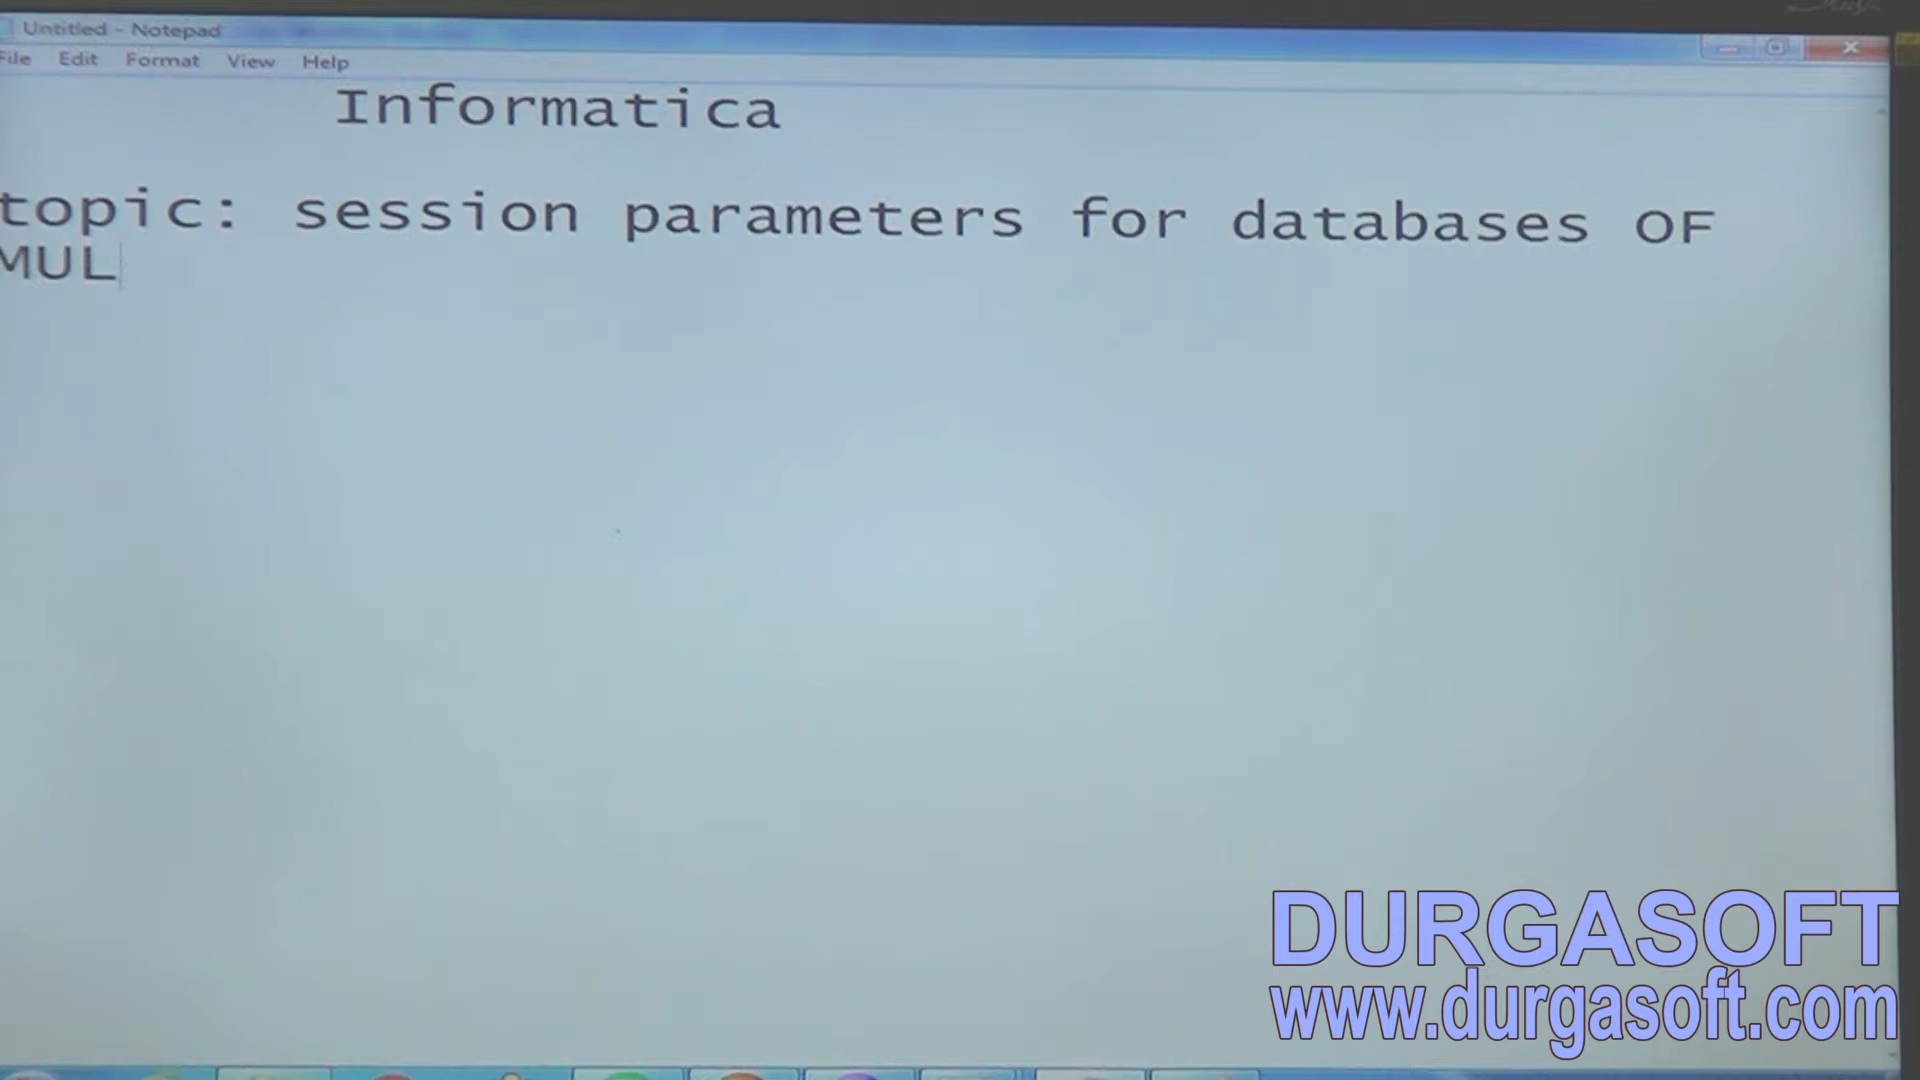 Untitled - Notepad
File Edit Format View Help
Informatica
topic: session parameters for databases OF
MUL
DURGASOFT
www.durgasoft.com